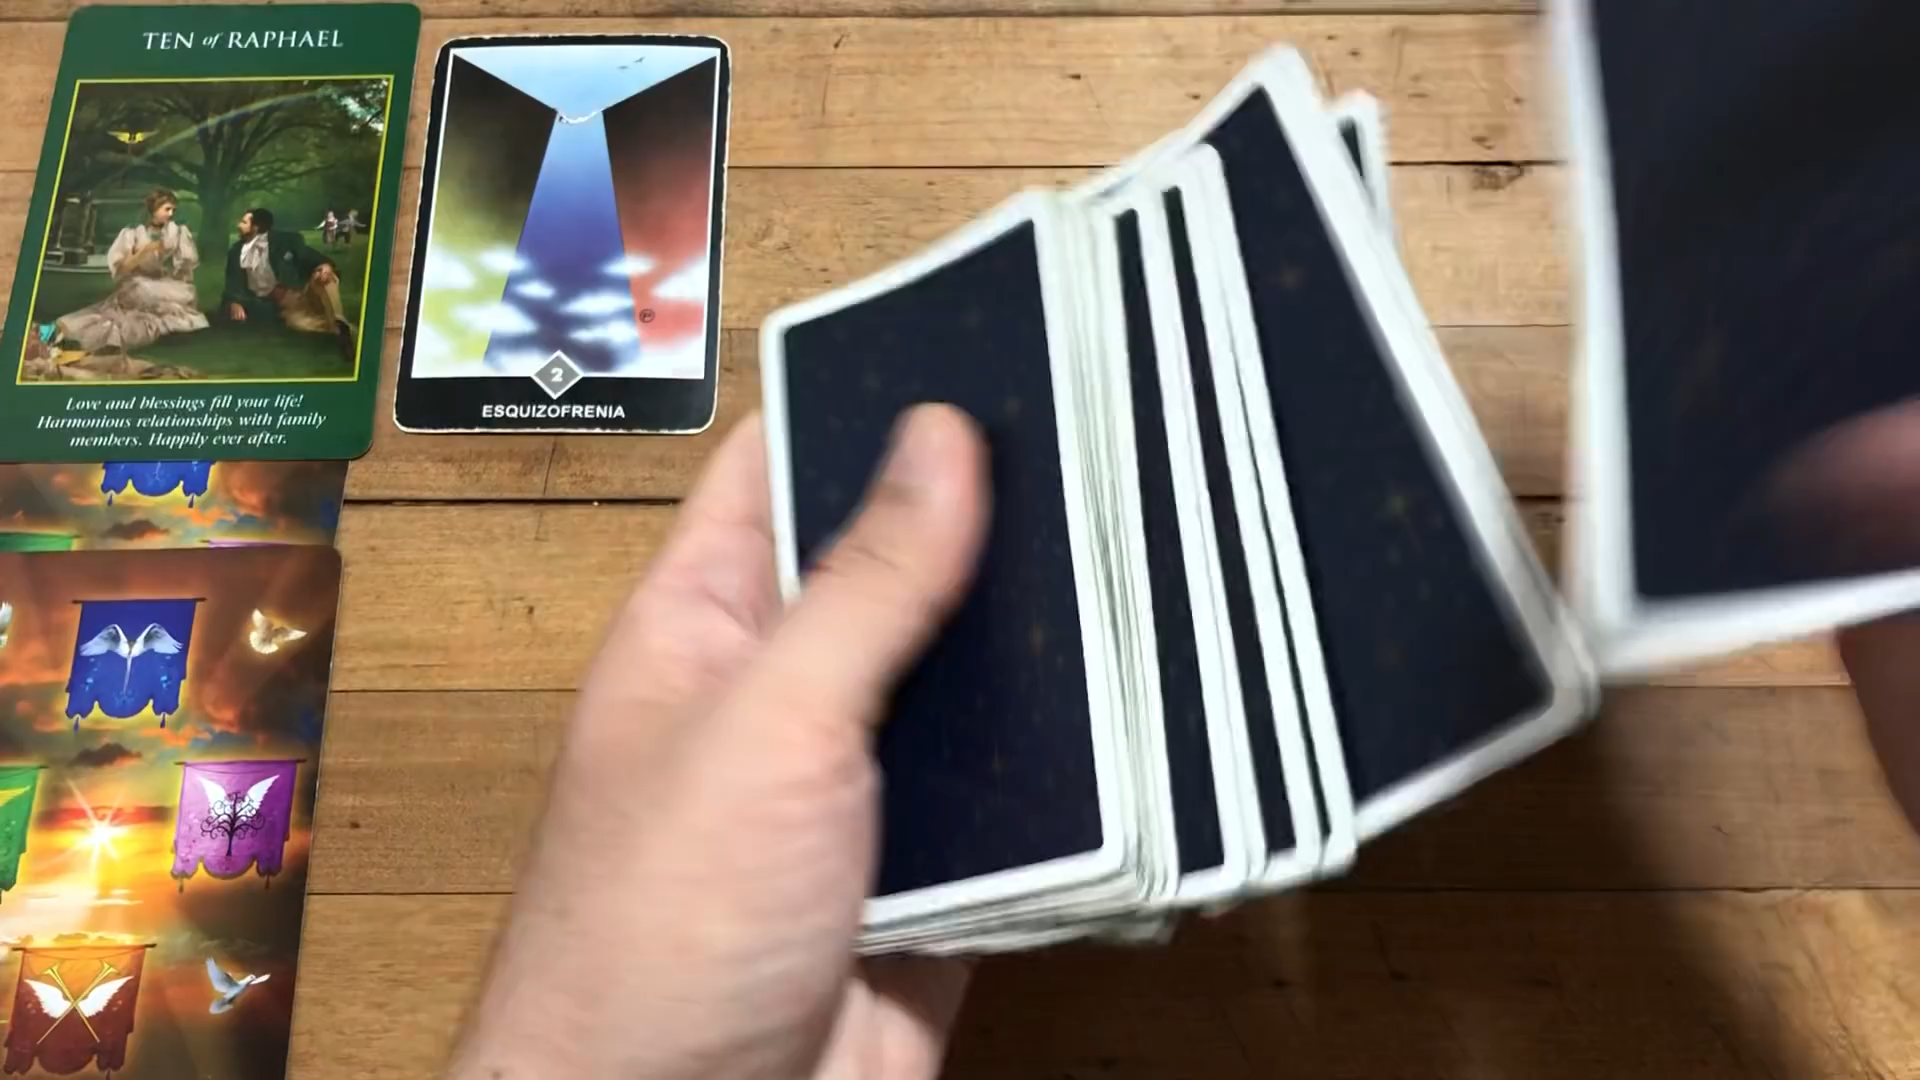 TEN of RAPHAEL
Love and blessings fill your life!
Harmonious relationships with family
members. Happily ever after.
2
ESQUIZOFRENIA